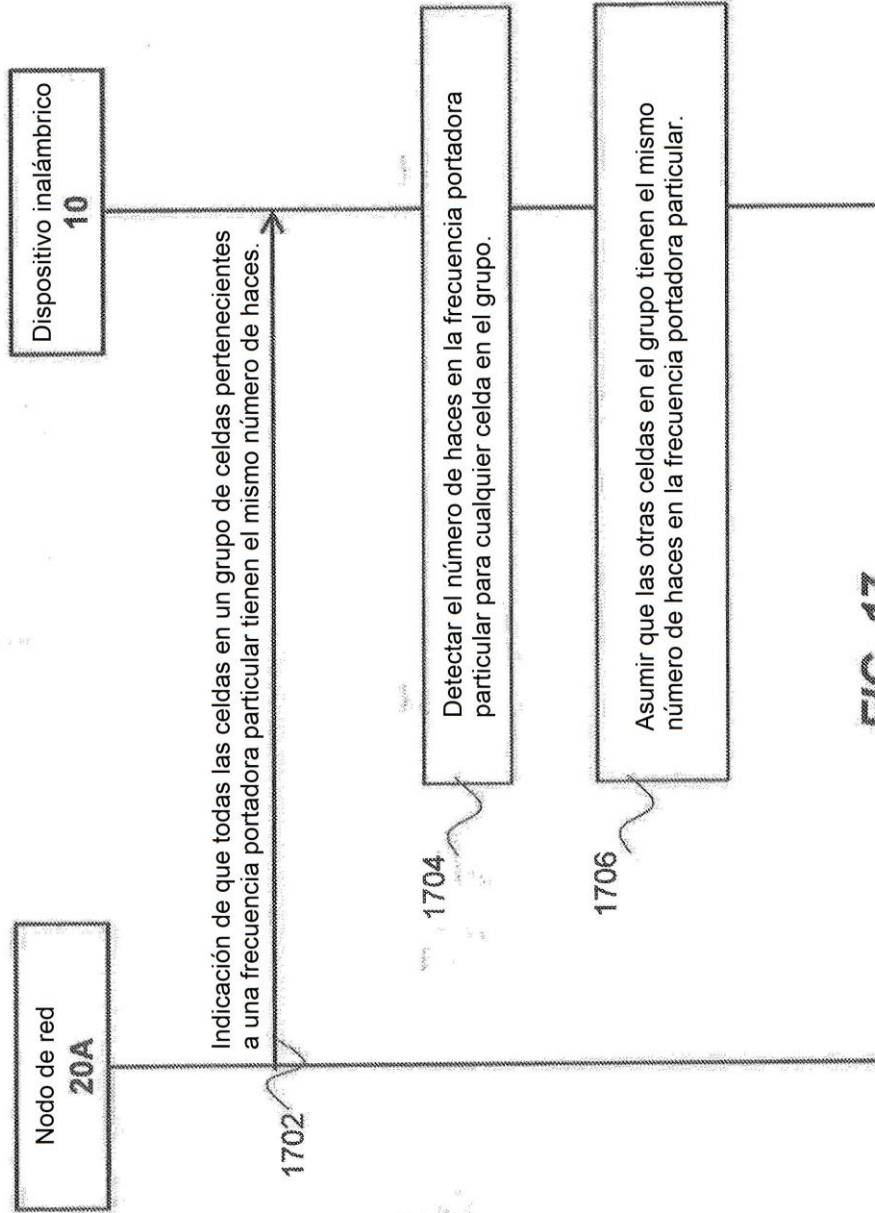 Nodo de red
20A
Dispositivo inalámbrico
10
Indicación de que todas las celdas en un grupo de celdas pertenecientes
a una frecuencia portadora particular tienen el mismo número de haces.
1702
Detectar el número de haces en la frecuencia portadora
particular para cualquier celda en el grupo.
1704
Asumir que las otras celdas en el grupo tienen el mismo
número de haces en la frecuencia portadora particular.
1706
FIG. 17